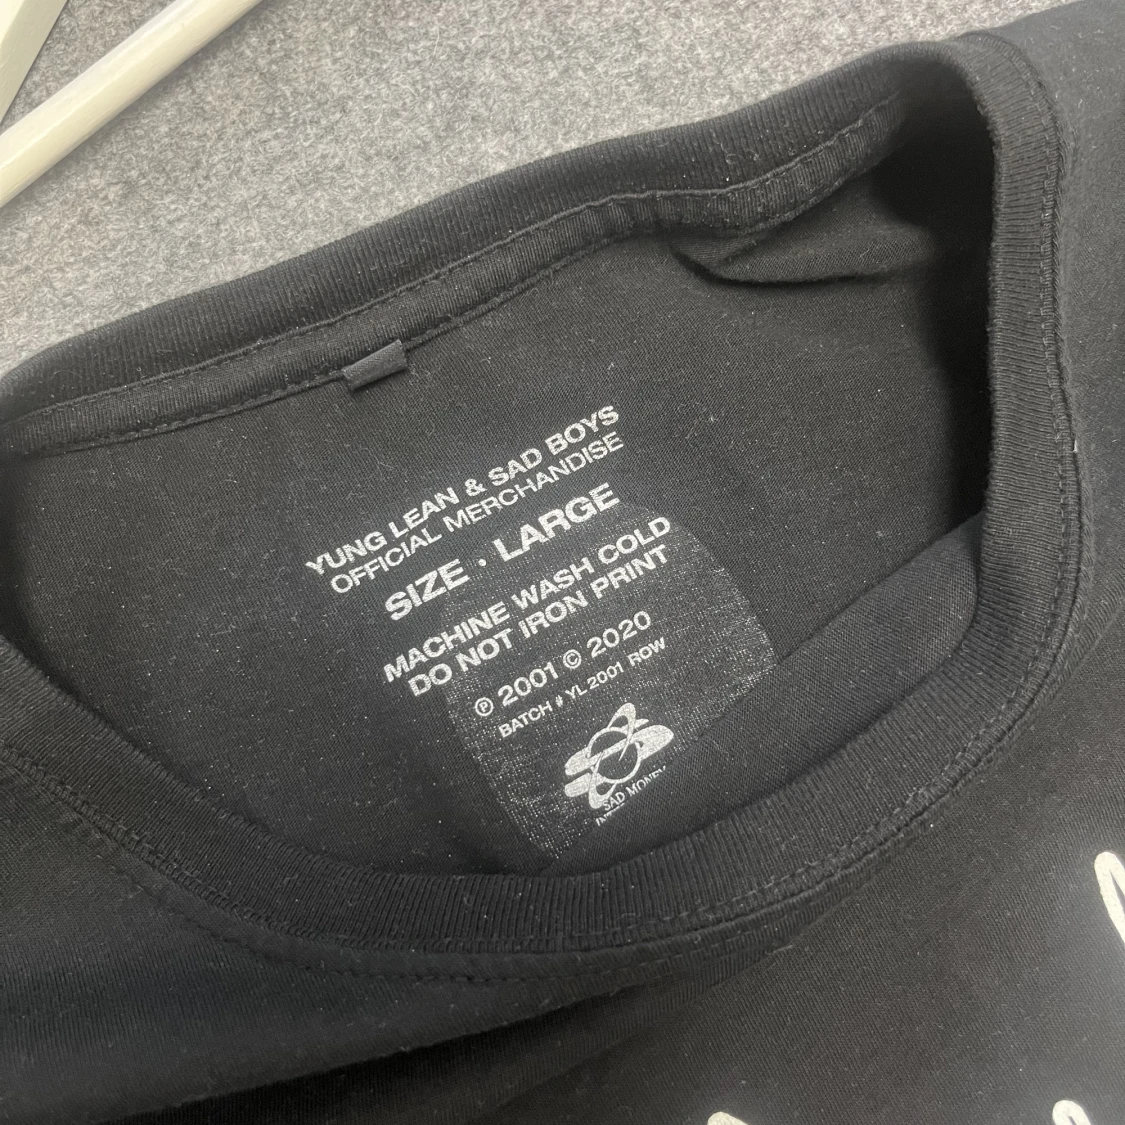 YUNG LEAN & SAD BOYS
OFFICIAL MERCHANDISE
SIZE · LARGE
MACHINE WASH COLD
DO NOT IRON PRINT
℗ 2001 © 2020
BATCH # YL 2001 ROW
SAD MONEY